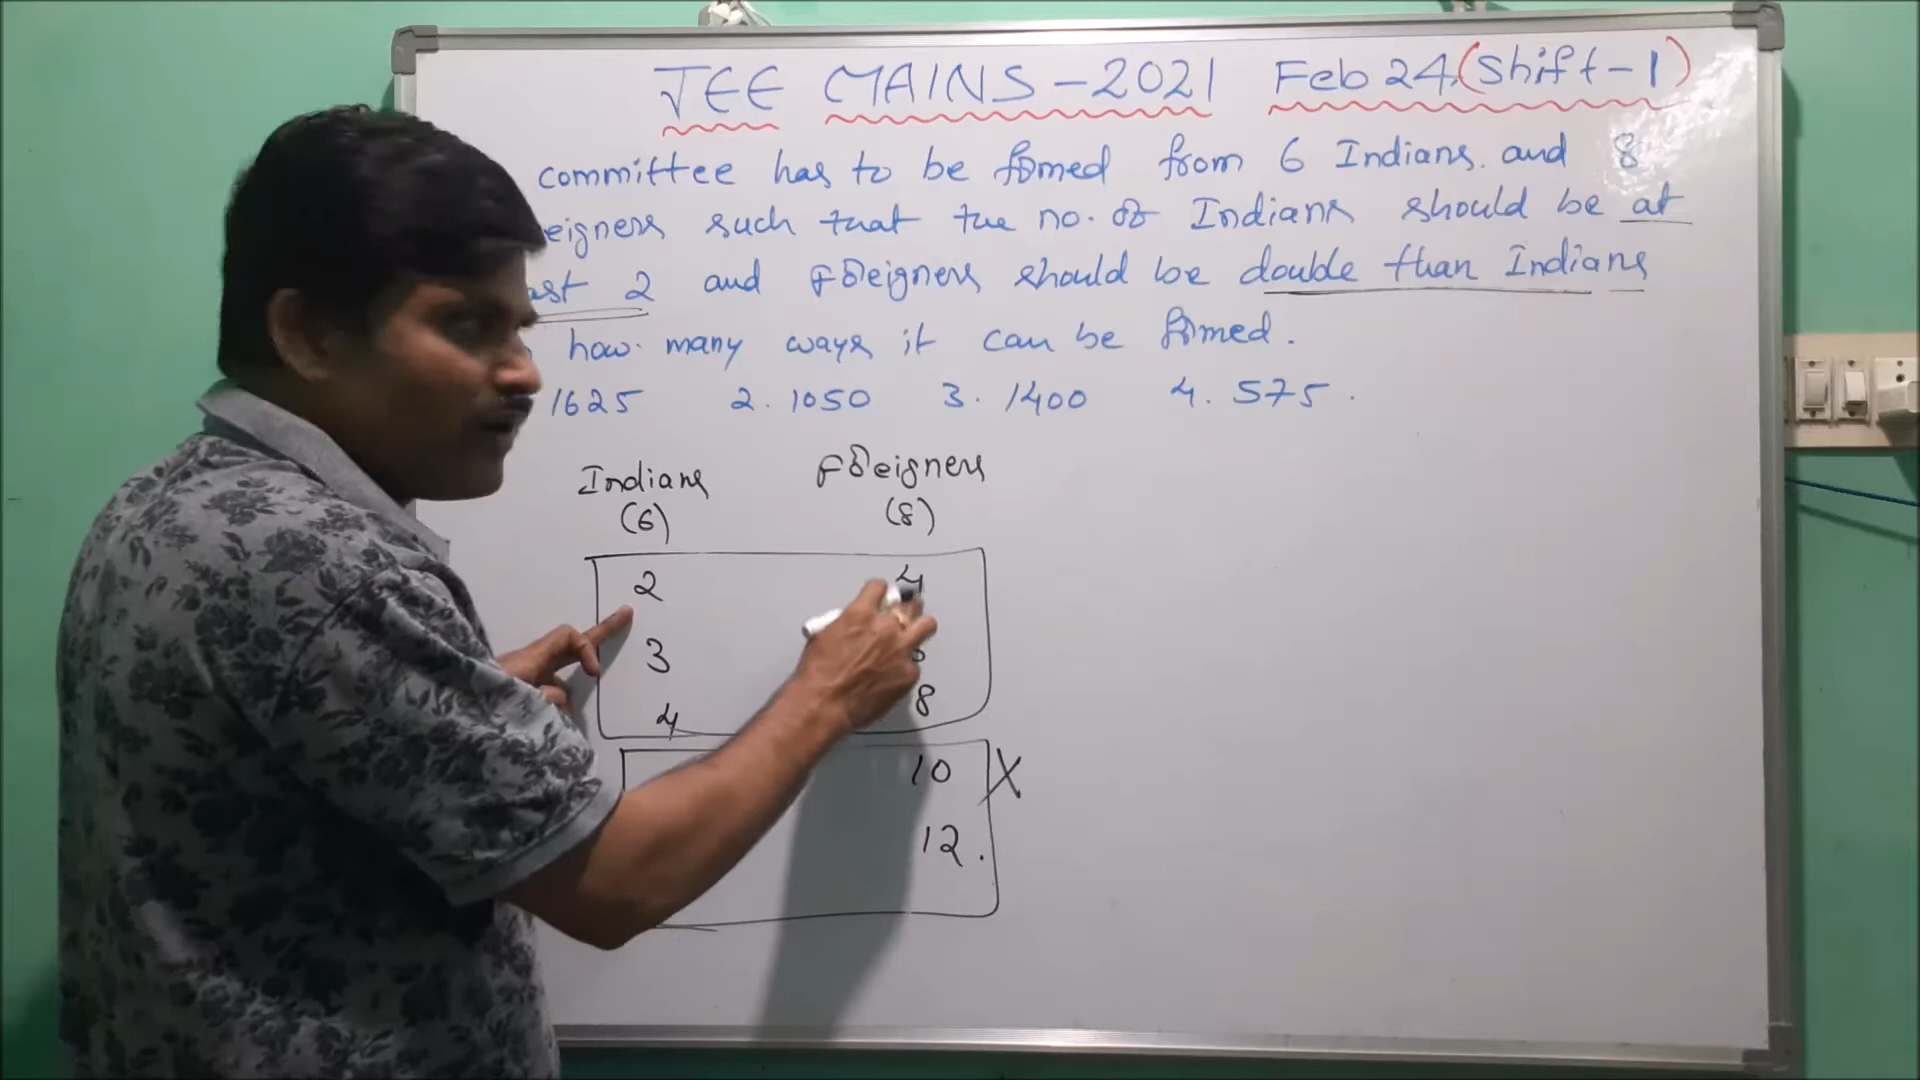 JEE MAINS - 2021 Feb 24 (Shift - 1)
committee has to be formed from 6 Indians and 8
eigners such that the no. of Indians should be at
ast 2 and Foreigners should be double than Indians
how many ways it can be formed.
1625 2. 1050 3. 1400 4. 575.
Indians Foreigners
(6) (8)
2 4
3
4 8
10 X
12.